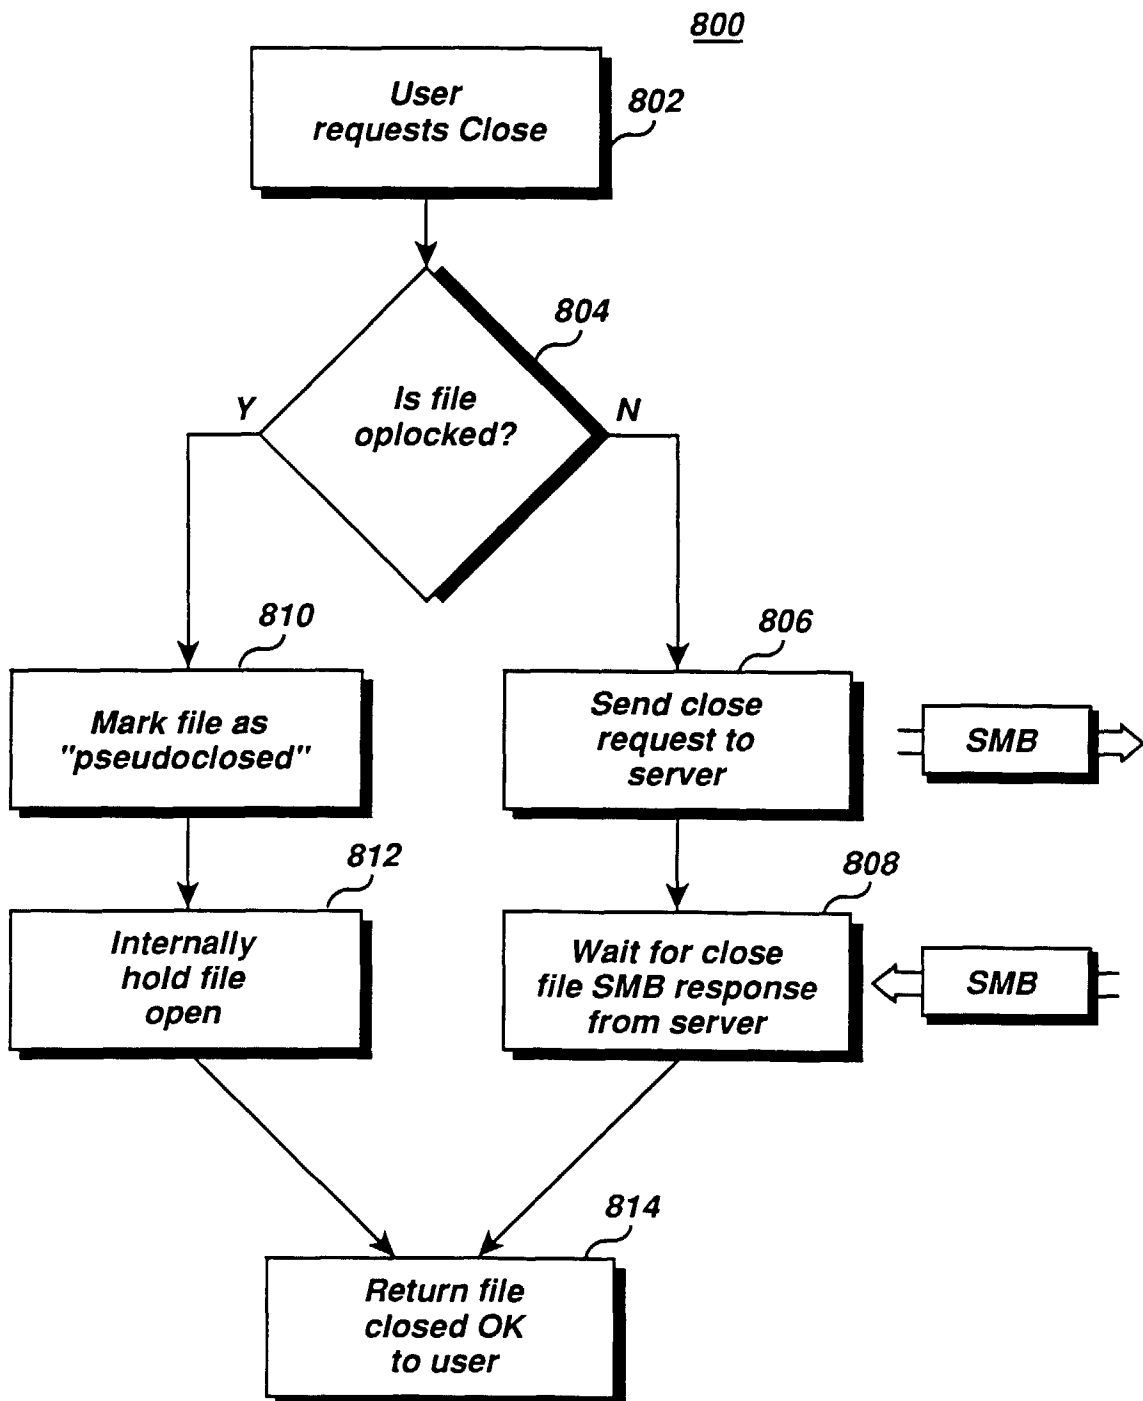 800
User
requests Close
802
804
Is file
oplocked?
Y
N
810
806
Mark file as
"pseudoclosed"
Send close
request to
server
SMB
812
808
Internally
hold file
open
Wait for close
file SMB response
from server
SMB
814
Return file
closed OK
to user